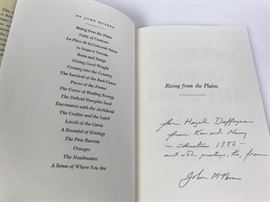 BY JOHN MCPHEE
Rising from the Plains
Table of Contents
La Place de la Concorde Suisse
In Suspect Terrain
Basin and Range
Giving Good Weight
Coming into the Country
The Survival of the Bark Canoe
Pieces of the Frame
The Curve of Binding Energy
The Deltoid Pumpkin Seed
Encounters with the Archdruid
The Crofter and the Laird
Levels of the Game
A Roomful of Hovings
The Pine Barrens
Oranges
The Headmaster
A Sense of Where You Are
Rising from the Plains
for Hazel
from Ken and Nancy
— Christmas 1986 —
and with greetings, too, from
John McPhee